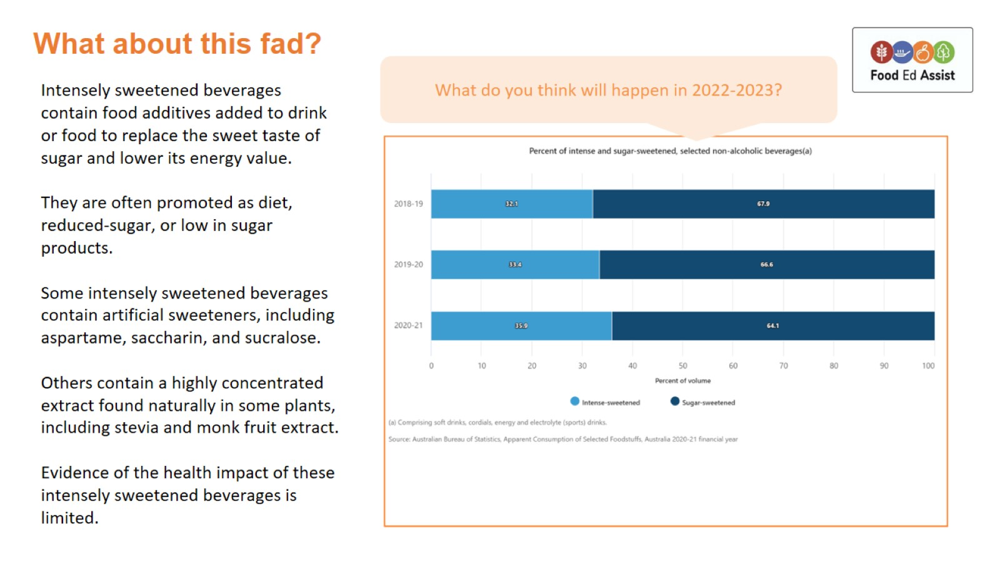 What about this fad?
Intensely sweetened beverages
contain food additives added to drink
or food to replace the sweet taste of
sugar and lower its energy value.
They are often promoted as diet,
reduced-sugar, or low in sugar
products.
Some intensely sweetened beverages
contain artificial sweeteners, including
aspartame, saccharin, and sucralose.
Others contain a highly concentrated
extract found naturally in some plants,
including stevia and monk fruit extract.
Evidence of the health impact of these
intensely sweetened beverages is
limited.
What do you think will happen in 2022-2023?
Food Ed Assist
Percent of intense and sugar-sweetened, selected non-alcoholic beverages(a)
2018-19 32.1 67.9
2019-20 33.4 66.6
2020-21 35.9 64.1
0 10 20 30 40 50 60 70 80 90 100
Percent of volume
Intense-sweetened Sugar-sweetened
(a) Comprising soft drinks, cordials, energy and electrolyte (sports) drinks.
Source: Australian Bureau of Statistics, Apparent Consumption of Selected Foodstuffs, Australia 2020-21 financial year